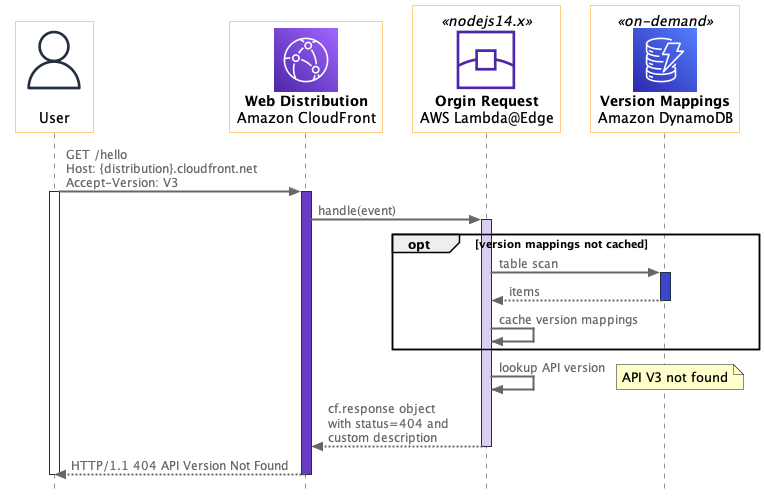 «nodejs14.x»
«on-demand»
User
Web Distribution
Amazon CloudFront
Orgin Request
AWS Lambda@Edge
Version Mappings
Amazon DynamoDB
GET /hello
Host: {distribution}.cloudfront.net
Accept-Version: V3
handle(event)
opt
[version mappings not cached]
table scan
items
cache version mappings
lookup API version
API V3 not found
cf.response object
with status=404 and
custom description
HTTP/1.1 404 API Version Not Found